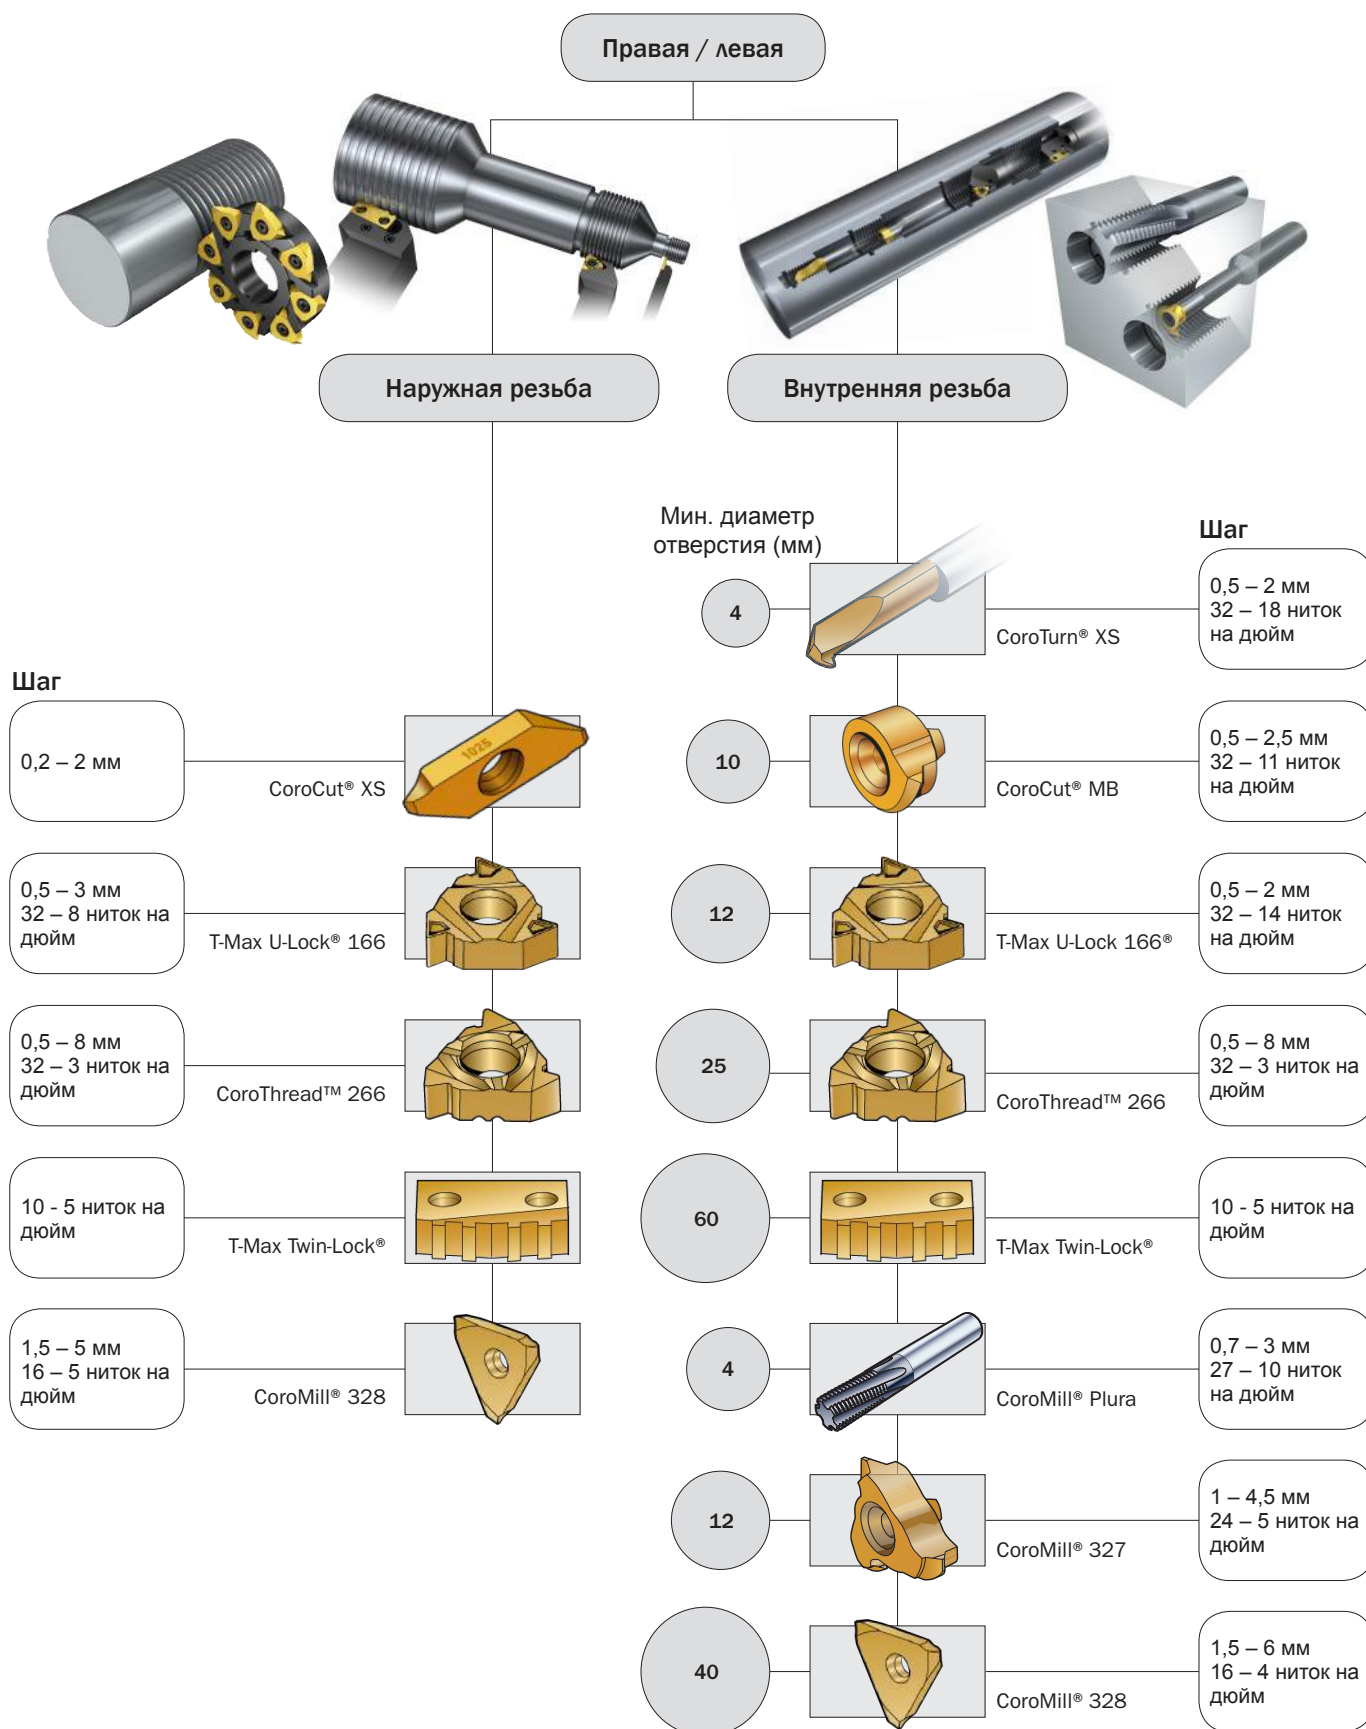 Правая / левая
Наружная резьба
Внутренняя резьба
Шаг
0,2 – 2 мм
CoroCut® XS
1025
0,5 – 3 мм
32 – 8 ниток на
дюйм
T-Max U-Lock® 166
0,5 – 8 мм
32 – 3 ниток на
дюйм
CoroThread™ 266
10 - 5 ниток на
дюйм
T-Max Twin-Lock®
1,5 – 5 мм
16 – 5 ниток на
дюйм
CoroMill® 328
Мин. диаметр
отверстия (мм)
Шаг
4
CoroTurn® XS
0,5 – 2 мм
32 – 18 ниток
на дюйм
10
CoroCut® MB
0,5 – 2,5 мм
32 – 11 ниток
на дюйм
12
T-Max U-Lock 166®
0,5 – 2 мм
32 – 14 ниток
на дюйм
25
CoroThread™ 266
0,5 – 8 мм
32 – 3 ниток на
дюйм
60
T-Max Twin-Lock®
10 - 5 ниток на
дюйм
4
CoroMill® Plura
0,7 – 3 мм
27 – 10 ниток
на дюйм
12
CoroMill® 327
1 – 4,5 мм
24 – 5 ниток на
дюйм
40
CoroMill® 328
1,5 – 6 мм
16 – 4 ниток на
дюйм